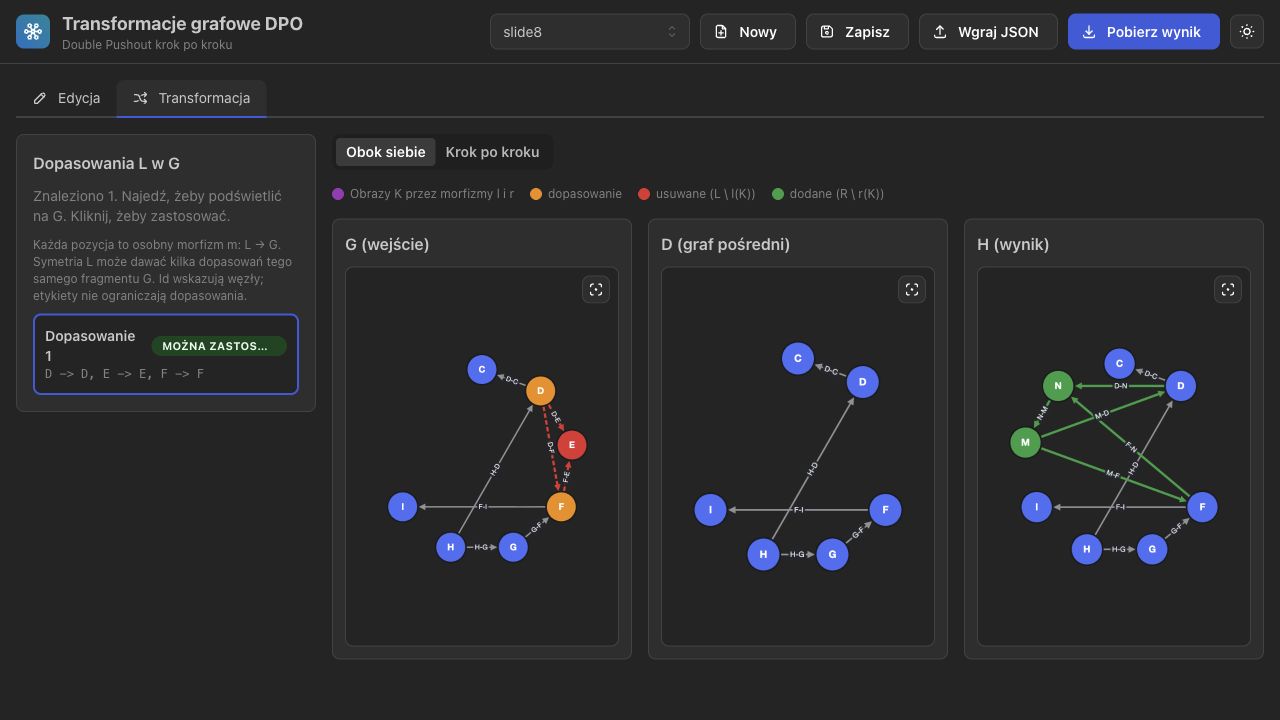 Transformacje grafowe DPO
Double Pushout krok po kroku
slide8
Nowy
Zapisz
Wgraj JSON
Pobierz wynik
Edycja
Transformacja
Dopasowania L w G
Znaleziono 1. Najedź, żeby podświetlić
na G. Kliknij, żeby zastosować.
Każda pozycja to osobny morfizm m: L → G.
Symetria L może dawać kilka dopasowań tego
samego fragmentu G. Id wskazują węzły;
etykiety nie ograniczają dopasowania.
Dopasowanie
1
MOŻNA ZASTOS...
D -> D, E -> E, F -> F
Obok siebie
Krok po kroku
Obrazy K przez morfizmy l i r
dopasowanie
usuwane (L \ l(K))
dodane (R \ r(K))
G (wejście)
C
D-C
D
D-E
D-F
E
F-E
H-D
I
F-I
F
G-F
H
H-G
G
D (graf pośredni)
C
D-C
D
H-D
I
F-I
F
G-F
H
H-G
G
H (wynik)
C
D-C
N
D-N
D
N-M
M-D
M
F-N
H-D
M-F
I
F-I
F
G-F
H
H-G
G